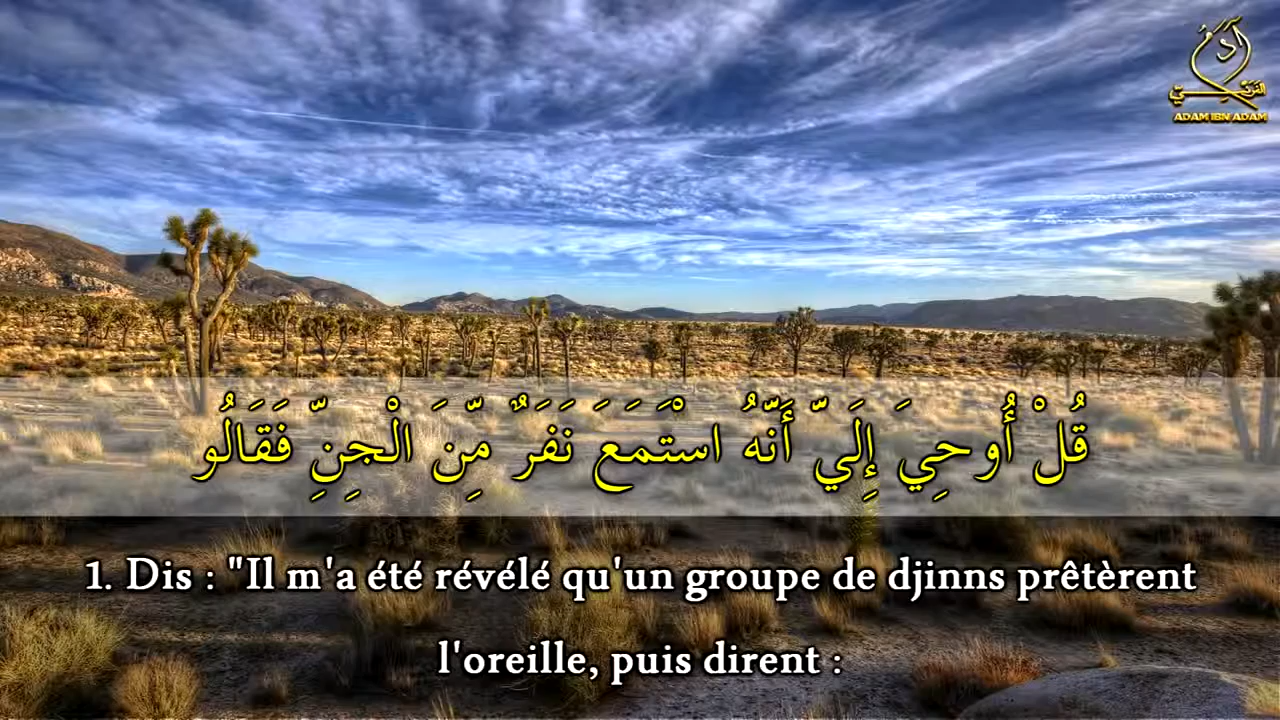 آدم
ADAM IBN ADAM
قُلْ أُوحِيَ إِلَيَّ أَنَّهُ اسْتَمَعَ نَفَرٌ مِّنَ الْجِنِّ فَقَالُو
1. Dis : "Il m'a été révélé qu'un groupe de djinns prêtèrent
l'oreille, puis dirent :